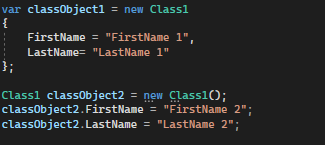 var classObject1 = new Class1
{
FirstName = "FirstName 1",
LastName= "LastName 1"
};
Class1 classObject2 = new Class1();
classObject2.FirstName = "FirstName 2";
classObject2.LastName = "LastName 2";